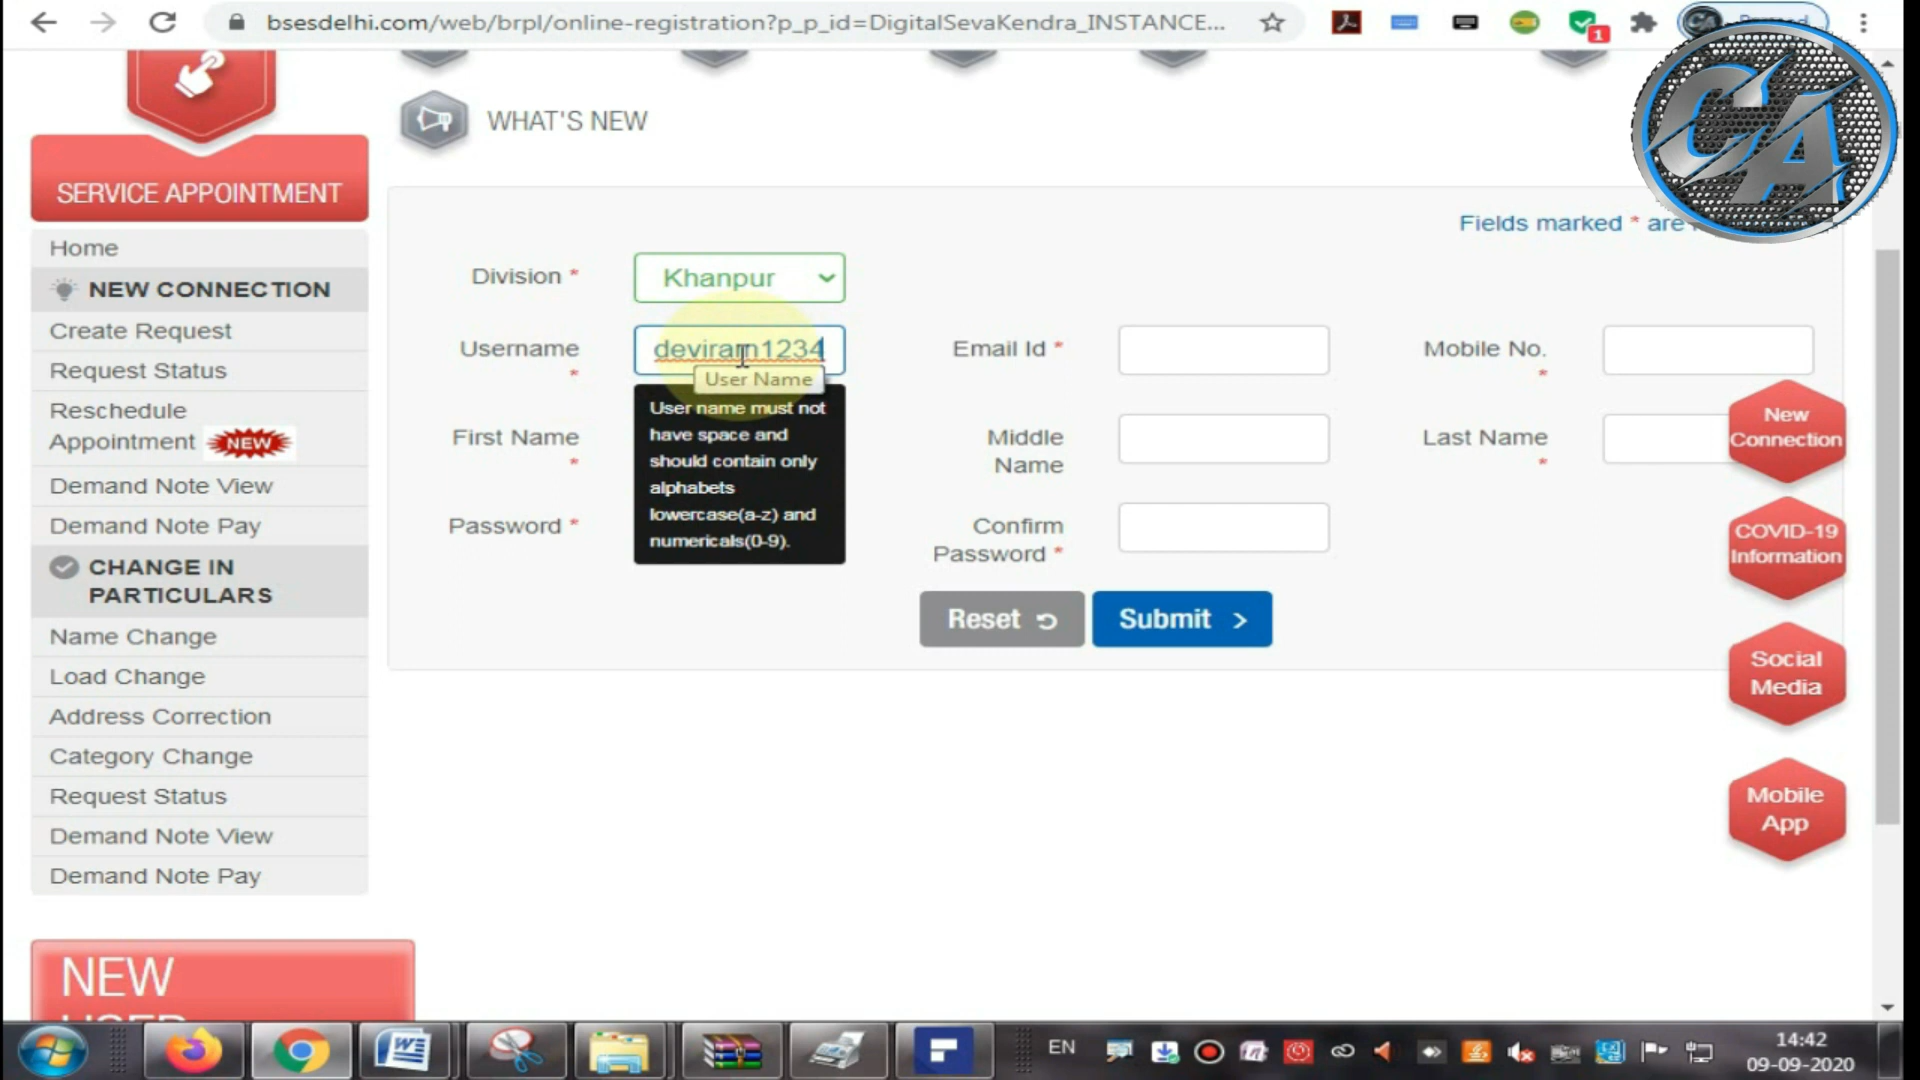 bsesdelhi.com/web/brpl/online-registration?p_p_id=DigitalSevaKendra_INSTANCE...
1
CA
WHAT'S NEW
SERVICE APPOINTMENT
Fields marked * are
Home
NEW CONNECTION
Create Request
Request Status
Reschedule
Appointment NEW
Demand Note View
Demand Note Pay
CHANGE IN
PARTICULARS
Name Change
Load Change
Address Correction
Category Change
Request Status
Demand Note View
Demand Note Pay
NEW
USER
Division *
Khanpur
Username
*
deviram1234
User Name
User name must not
have space and
should contain only
alphabets
lowercase(a-z) and
numericals(0-9).
Email Id *
Mobile No.
*
First Name
*
Middle
Name
Last Name
*
Password *
Confirm
Password *
Reset
Submit >
New
Connection
COVID-19
Information
Social
Media
Mobile
App
EN
14:42
09-09-2020